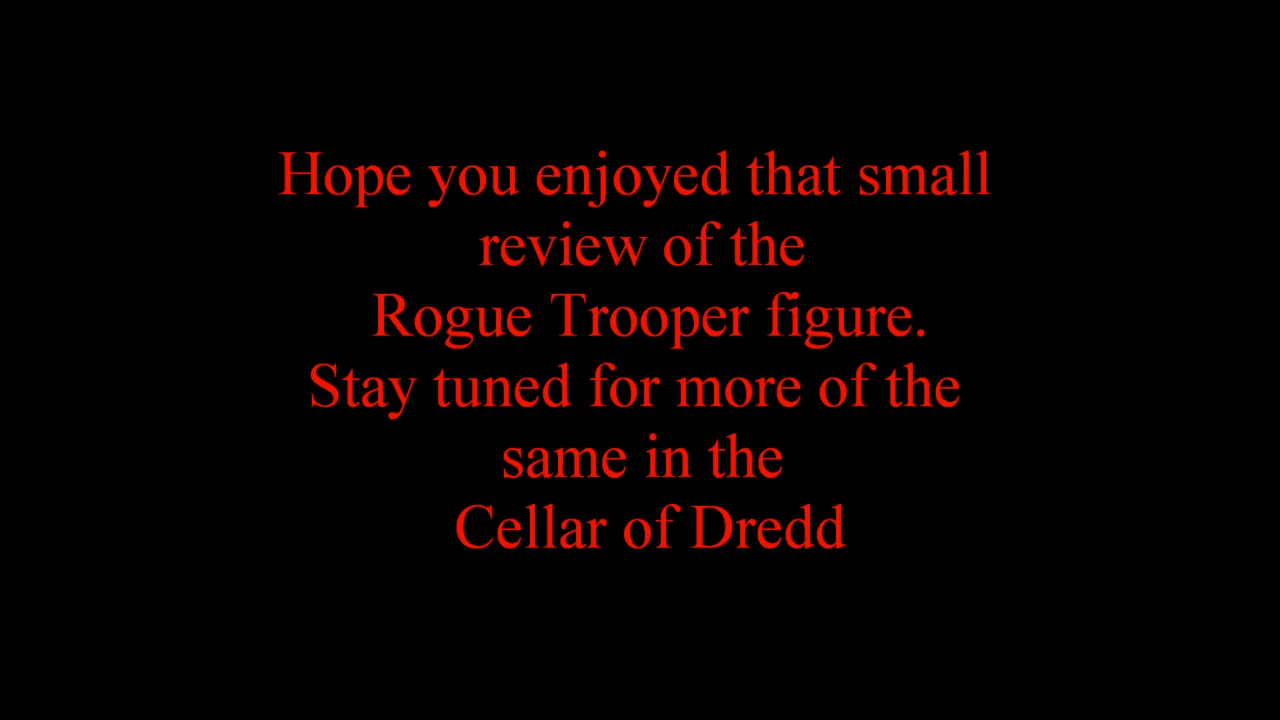 Hope you enjoyed that small
review of the
Rogue Trooper figure.
Stay tuned for more of the
same in the
Cellar of Dredd